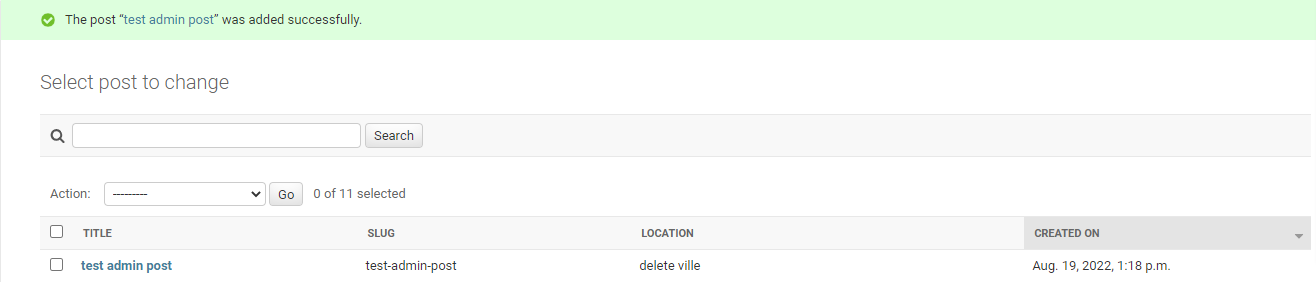 The post “test admin post” was added successfully.
Select post to change
Search
Action: --------- Go 0 of 11 selected
TITLE SLUG LOCATION CREATED ON
test admin post test-admin-post delete ville Aug. 19, 2022, 1:18 p.m.